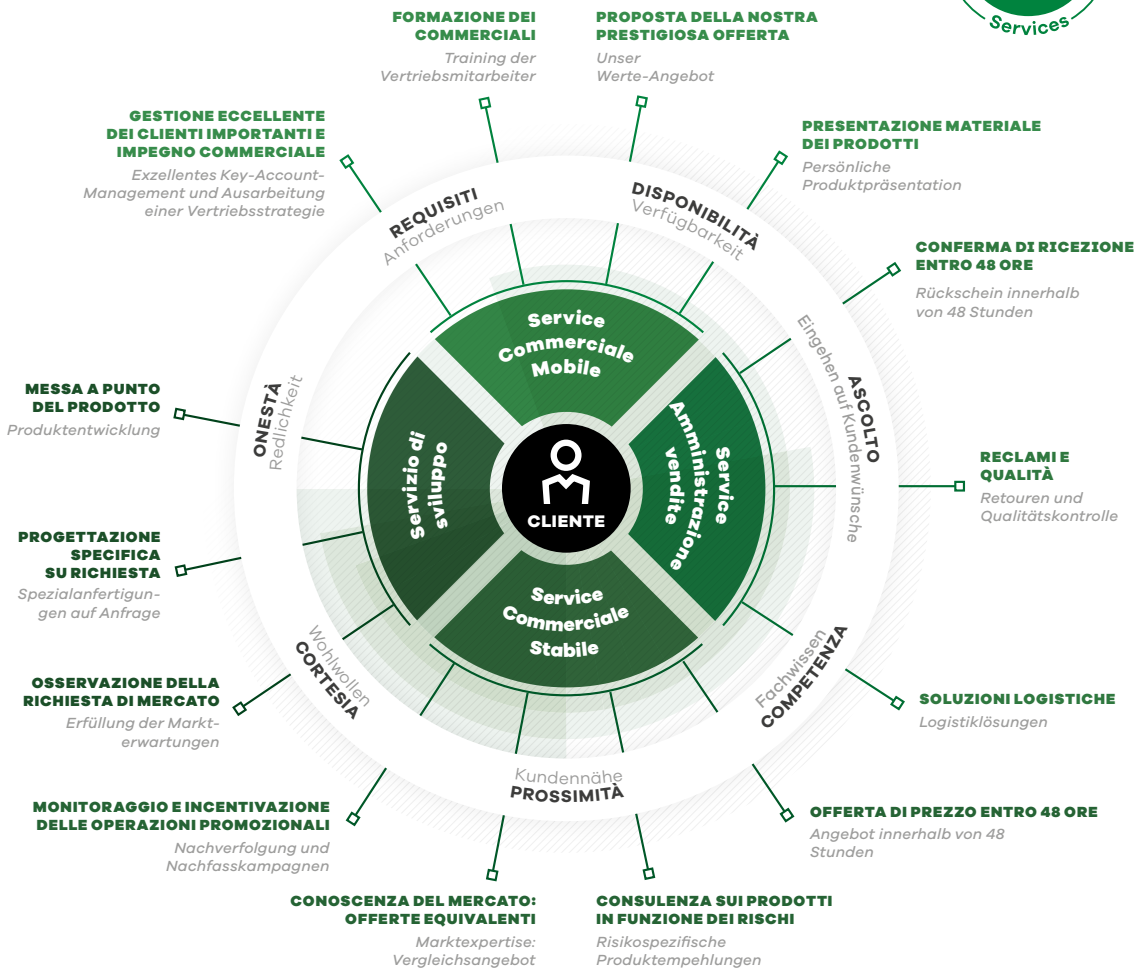 Services
FORMAZIONE DEI
COMMERCIALI
Training der
Vertriebsmitarbeiter
PROPOSTA DELLA NOSTRA
PRESTIGIOSA OFFERTA
Unser
Werte-Angebot
GESTIONE ECCELLENTE
DEI CLIENTI IMPORTANTI E
IMPEGNO COMMERCIALE
Exzellentes Key-Account-
Management und Ausarbeitung
einer Vertriebsstrategie
PRESENTAZIONE MATERIALE
DEI PRODOTTI
Persönliche
Produktpräsentation
REQUISITI
Anforderungen
DISPONIBILITÀ
Verfügbarkeit
CONFERMA DI RICEZIONE
ENTRO 48 ORE
Rückschein innerhalb
von 48 Stunden
Service
Commerciale
Mobile
MESSA A PUNTO
DEL PRODOTTO
Produktentwicklung
ONESTÀ
Redlichkeit
Servizio di
sviluppo
CLIENTE
Service
Amministrazione
vendite
ASCOLTO
Eingehen auf Kundenwünsche
RECLAMI E
QUALITÀ
Retouren und
Qualitätskontrolle
PROGETTAZIONE
SPECIFICA
SU RICHIESTA
Spezialanfertigun-
gen auf Anfrage
Service
Commerciale
Stabile
Wohlwollen
CORTESIA
Fachwissen
COMPETENZA
OSSERVAZIONE DELLA
RICHIESTA DI MERCATO
Erfüllung der Markt-
erwartungen
SOLUZIONI LOGISTICHE
Logistiklösungen
Kundennähe
PROSSIMITÀ
MONITORAGGIO E INCENTIVAZIONE
DELLE OPERAZIONI PROMOZIONALI
Nachverfolgung und
Nachfasskampagnen
OFFERTA DI PREZZO ENTRO 48 ORE
Angebot innerhalb von 48
Stunden
CONOSCENZA DEL MERCATO:
OFFERTE EQUIVALENTI
Marktexpertise:
Vergleichsangebot
CONSULENZA SUI PRODOTTI
IN FUNZIONE DEI RISCHI
Risikospezifische
Produktempehlungen